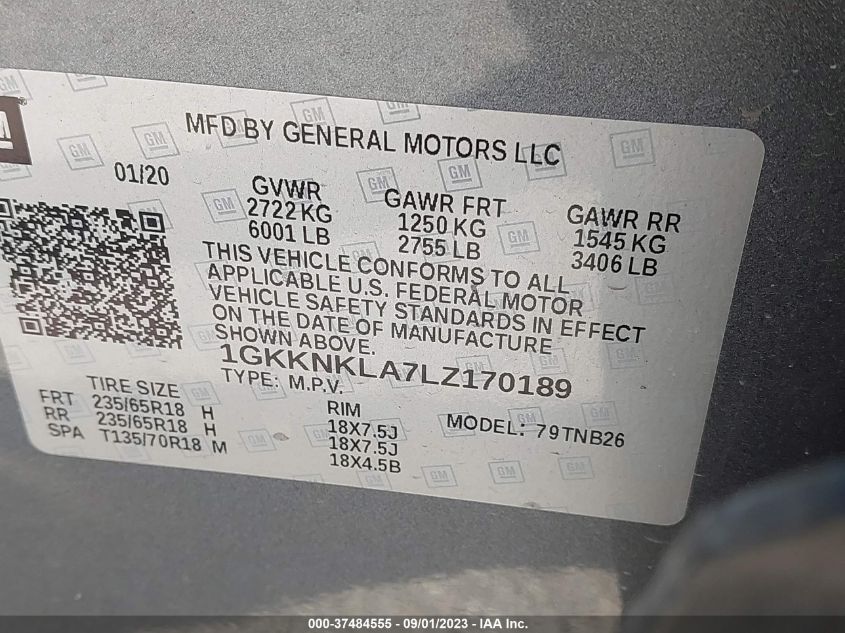 MFD BY GENERAL MOTORS LLC
01/20
GVWR
2722 KG
6001 LB
GAWR FRT
1250 KG
2755 LB
GAWR RR
1545 KG
3406 LB
THIS VEHICLE CONFORMS TO ALL
APPLICABLE U.S. FEDERAL MOTOR
VEHICLE SAFETY STANDARDS IN EFFECT
ON THE DATE OF MANUFACTURE
SHOWN ABOVE.
1GKKNKLA7LZ170189
TYPE: M.P.V.
TIRE SIZE
FRT 235/65R18 H
RR 235/65R18 H
SPA T135/70R18 M
RIM
18X7.5J
18X7.5J
18X4.5B
MODEL: 79TNB26
000-37484555 - 09/01/2023 - IAA Inc.